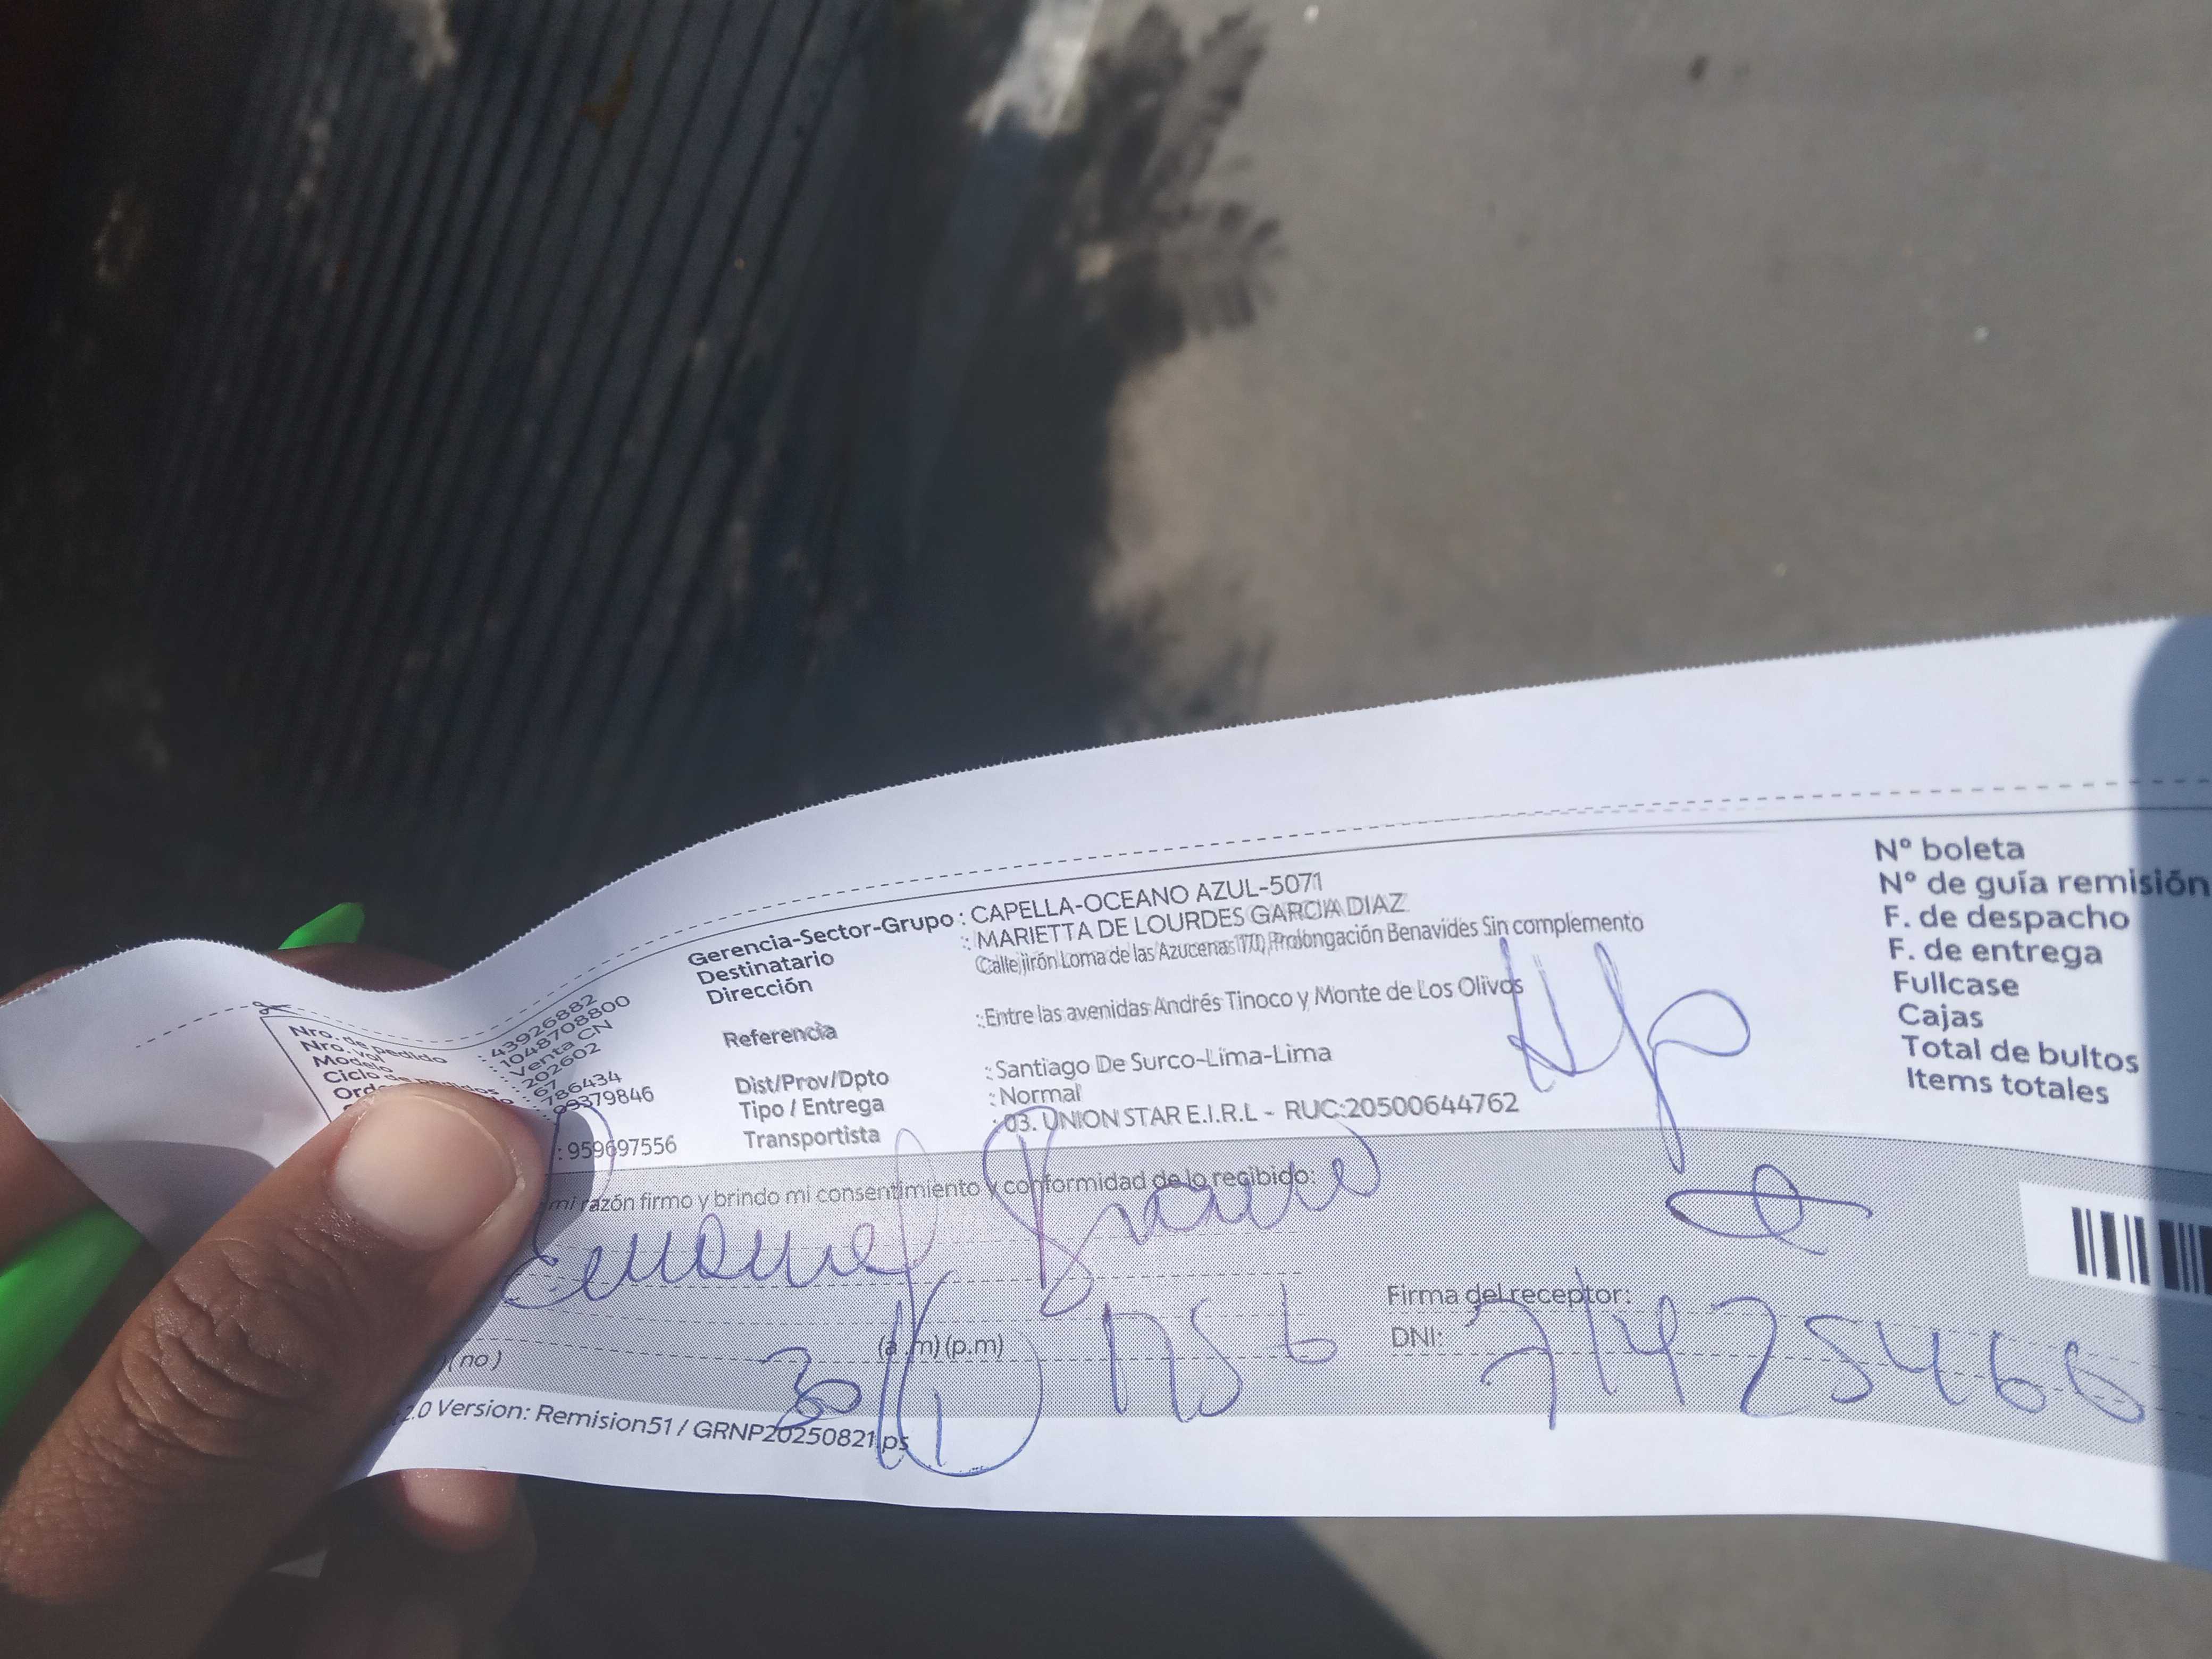 Nro. de pedido : 43926882
Nro. vol : 1048708800
Modelo : Venta CN
Ciclo de : 202602
67
786434
: 09379846
: 959697556
Gerencia-Sector-Grupo : CAPELLA-OCEANO AZUL-5071
Destinatario : MARIETTA DE LOURDES GARCIA DIAZ
Dirección Calle jirón Loma de las Azucenas 170, Prolongación Benavides Sin complemento
Referencia : Entre las avenidas Andrés Tinoco y Monte de Los Olivos
Dist/Prov/Dpto : Santiago De Surco-Lima-Lima
Tipo / Entrega : Normal
Transportista : 03. UNION STAR E.I.R.L - RUC:20500644762
N° boleta
N° de guía remisión
F. de despacho
F. de entrega
Fullcase
Cajas
Total de bultos
Items totales
mi razón firmo y brindo mi consentimiento y conformidad de lo recibido:
Firma del receptor:
(a.m)(p.m)
DNI: 71425466
(no)
2.0 Version: Remision51 / GRNP20250821.ps